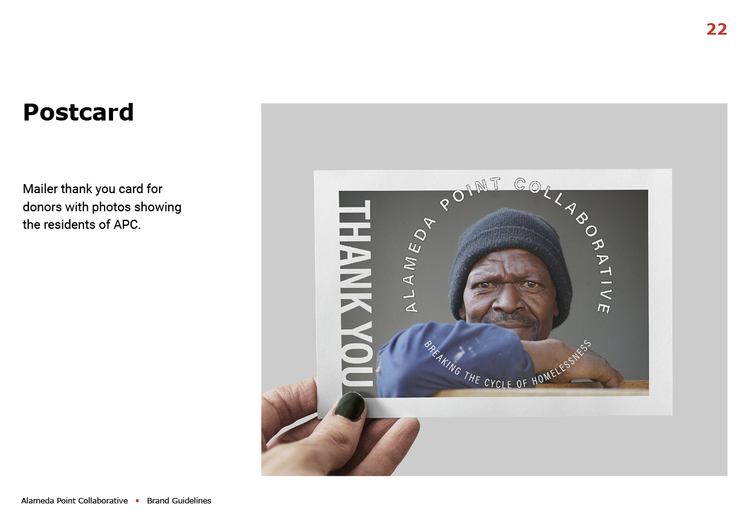 22
Postcard
Mailer thank you card for
donors with photos showing
the residents of APC.
THANK YOU
ALAMEDA POINT COLLABORATIVE
BREAKING THE CYCLE OF HOMELESSNESS
Alameda Point Collaborative • Brand Guidelines